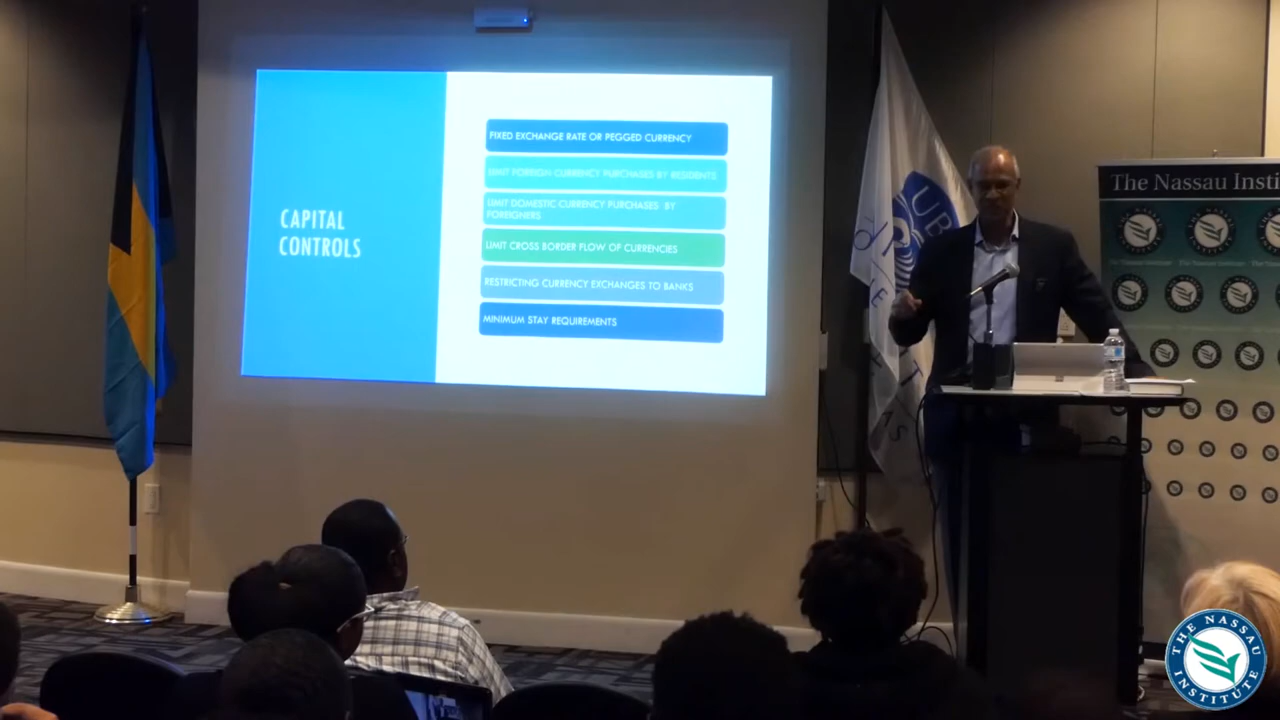 CAPITAL
CONTROLS
FIXED EXCHANGE RATE OR PEGGED CURRENCY
LIMIT FOREIGN CURRENCY PURCHASES BY RESIDENTS
LIMIT DOMESTIC CURRENCY PURCHASES BY
FOREIGNERS
LIMIT CROSS BORDER FLOW OF CURRENCIES
RESTRICTING CURRENCY EXCHANGES TO BANKS
MINIMUM STAY REQUIREMENTS
UB
The Nassau Insti
THE NASSAU
INSTITUTE